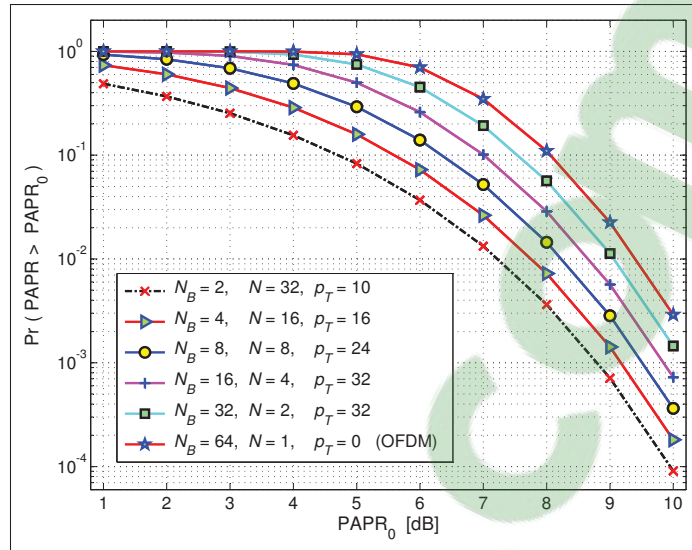 10^0
10^-1
10^-2
10^-3
10^-4
Pr ( PAPR > PAPR_0 )
N_B = 2, N = 32, p_T = 10
N_B = 4, N = 16, p_T = 16
N_B = 8, N = 8, p_T = 24
N_B = 16, N = 4, p_T = 32
N_B = 32, N = 2, p_T = 32
N_B = 64, N = 1, p_T = 0 (OFDM)
1 2 3 4 5 6 7 8 9 10
PAPR_0 [dB]
com